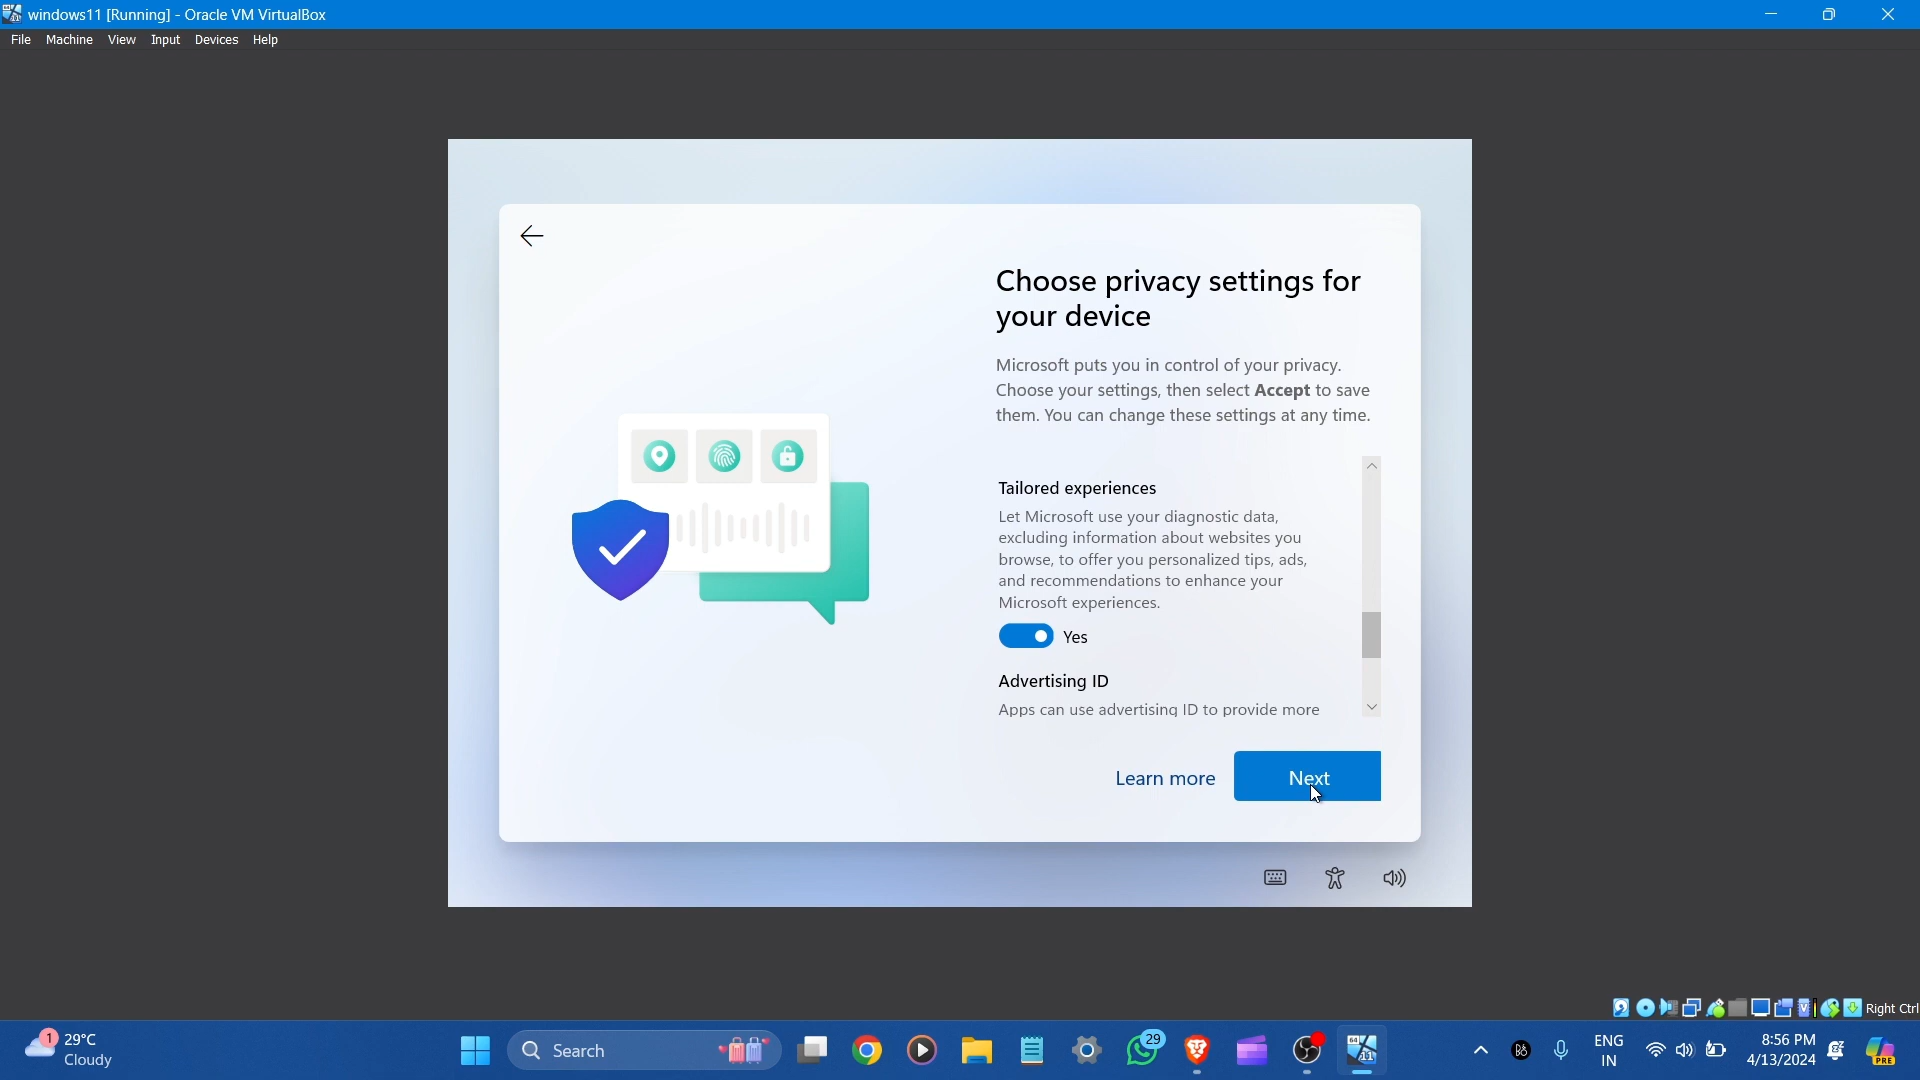 windows11 [Running] - Oracle VM VirtualBox
File Machine View Input Devices Help
Choose privacy settings for
your device
Microsoft puts you in control of your privacy.
Choose your settings, then select Accept to save
them. You can change these settings at any time.
Tailored experiences
Let Microsoft use your diagnostic data,
excluding information about websites you
browse, to offer you personalized tips, ads,
and recommendations to enhance your
Microsoft experiences.
Yes
Advertising ID
Apps can use advertising ID to provide more
Learn more Next
Right Ctrl
1
29°C
Cloudy
Search
29
64
11
ENG
IN
8:56 PM
4/13/2024
PRE